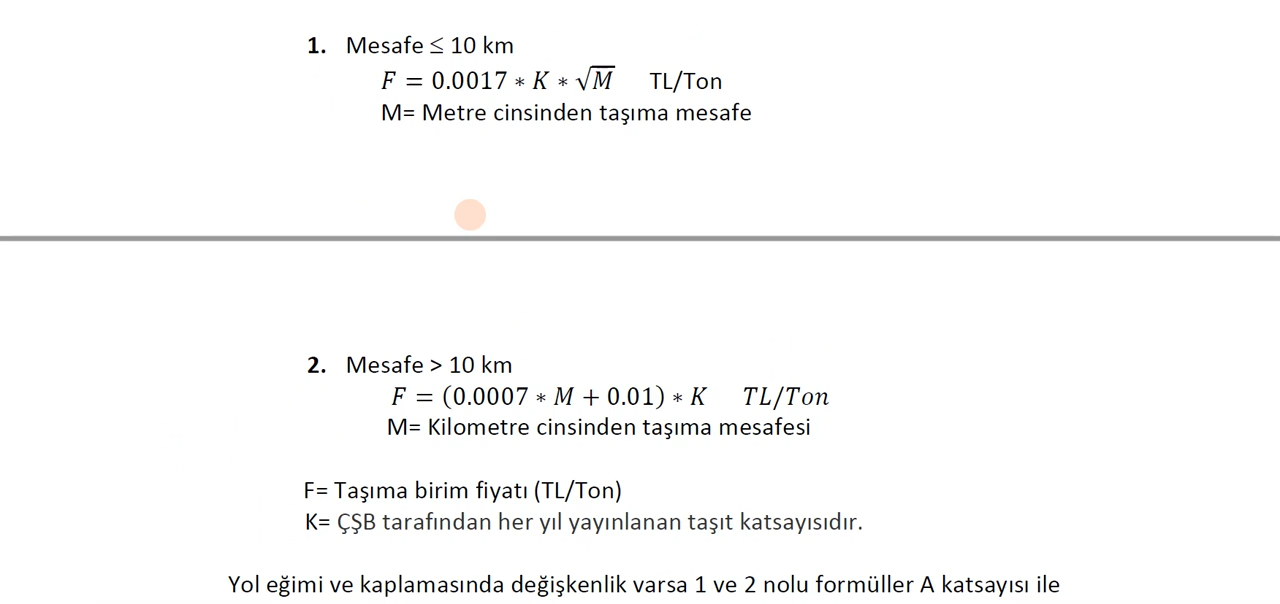 1. Mesafe ≤ 10 km
F = 0.0017 ∗ K ∗ √M TL/Ton
M= Metre cinsinden taşıma mesafe
2. Mesafe > 10 km
F = (0.0007 ∗ M + 0.01) ∗ K TL/Ton
M= Kilometre cinsinden taşıma mesafesi
F= Taşıma birim fiyatı (TL/Ton)
K= ÇŞB tarafından her yıl yayınlanan taşıt katsayısıdır.
Yol eğimi ve kaplamasında değişkenlik varsa 1 ve 2 nolu formüller A katsayısı ile